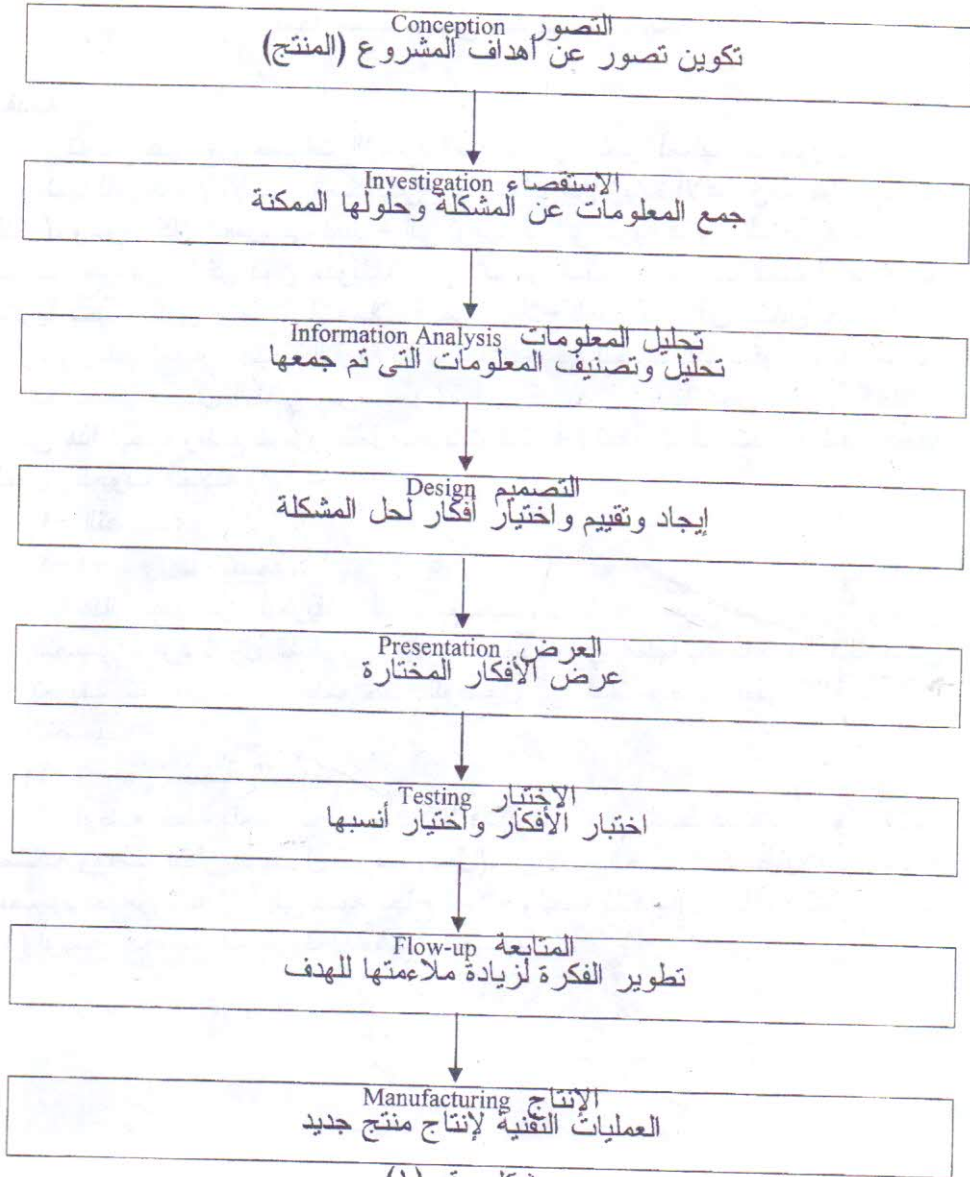 التصور Conception
تكوين تصور عن أهداف المشروع (المنتج)
الاستقصاء Investigation
جمع المعلومات عن المشكلة وحلولها الممكنة
تحليل المعلومات Information Analysis
تحليل وتصنيف المعلومات التى تم جمعها
التصميم Design
إيجاد وتقييم واختيار أفكار لحل المشكلة
العرض Presentation
عرض الأفكار المختارة
الاختبار Testing
اختبار الأفكار واختيار أنسبها
المتابعة Flow-up
تطوير الفكرة لزيادة ملاءمتها للهدف
الإنتاج Manufacturing
العمليات التقنية لإنتاج منتج جديد
(١)